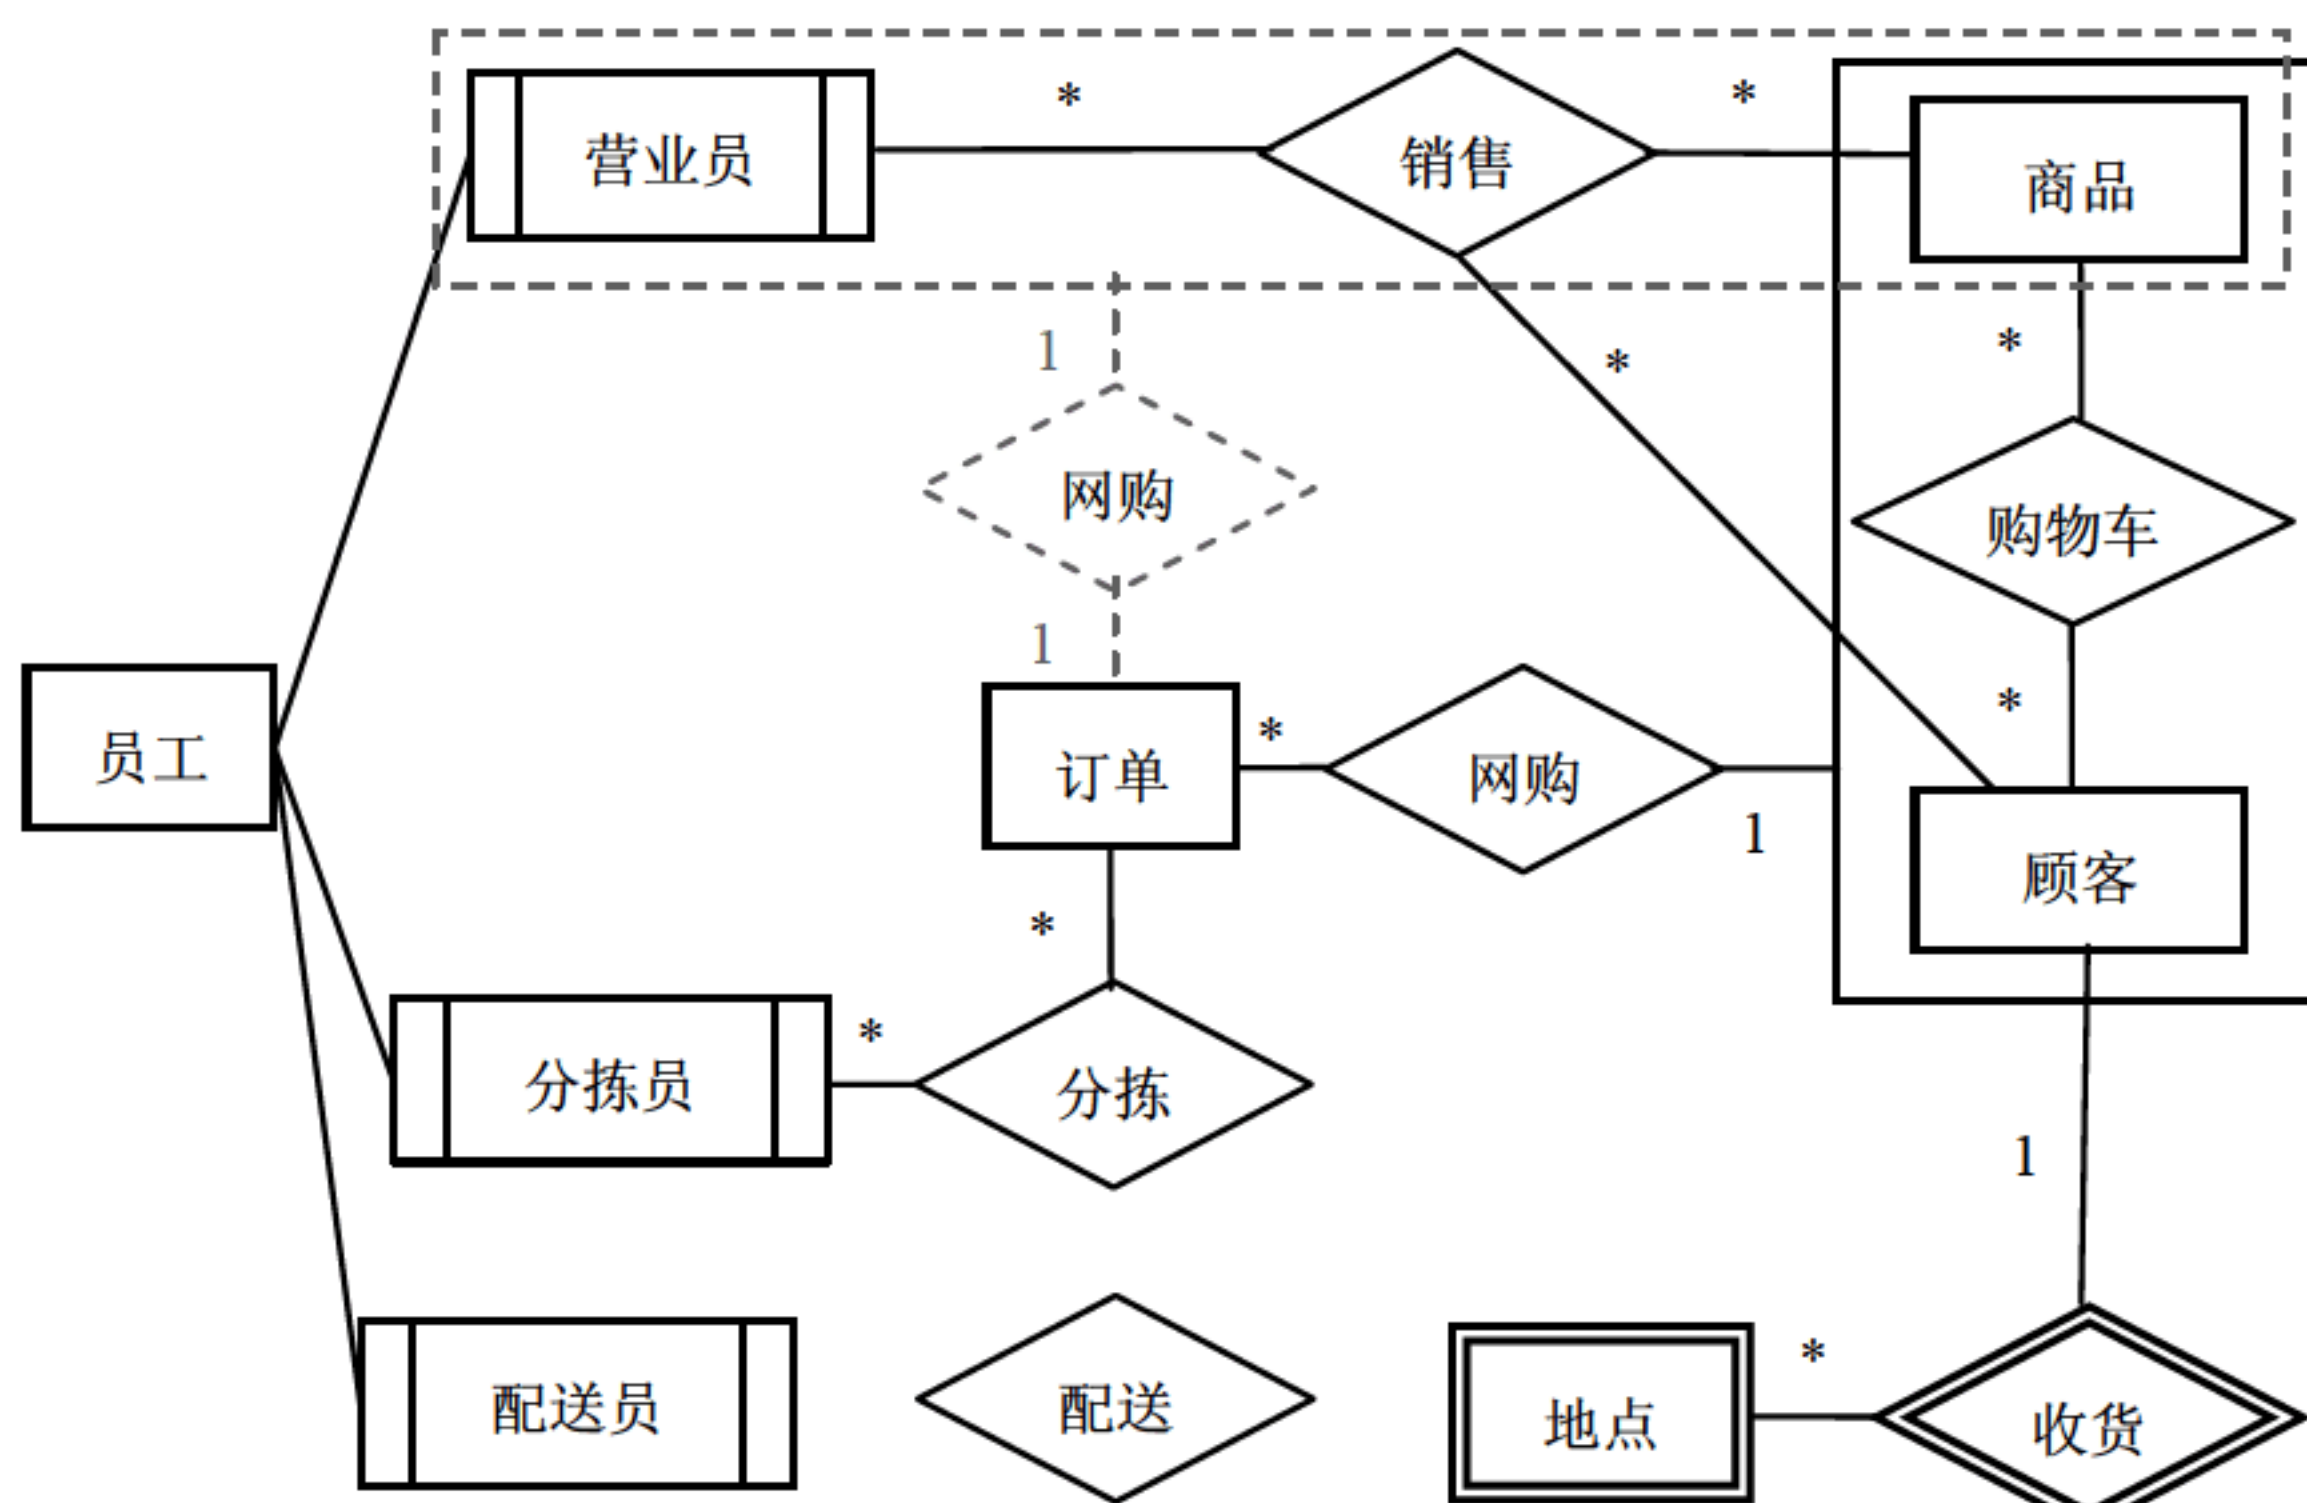 * *
营业员 销售 商品
1 * *
网购 购物车
1 *
员工 订单 * 网购 1
顾客
*
分拣员 * 分拣
1
配送员 配送 地点 * 收货